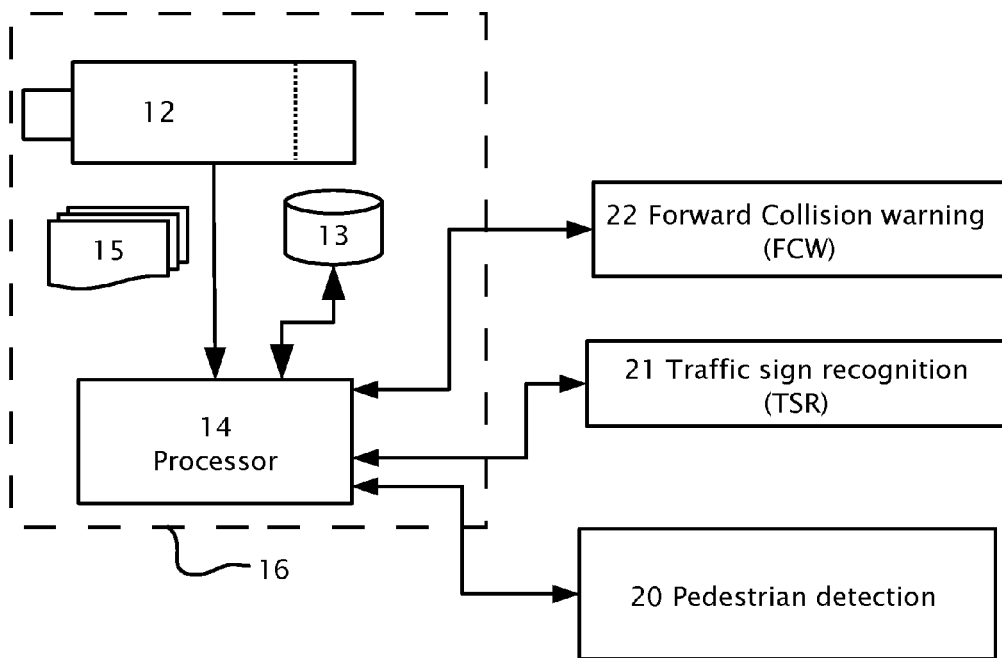 12
15
13
22 Forward Collision warning
(FCW)
21 Traffic sign recognition
(TSR)
14
Processor
16
20 Pedestrian detection